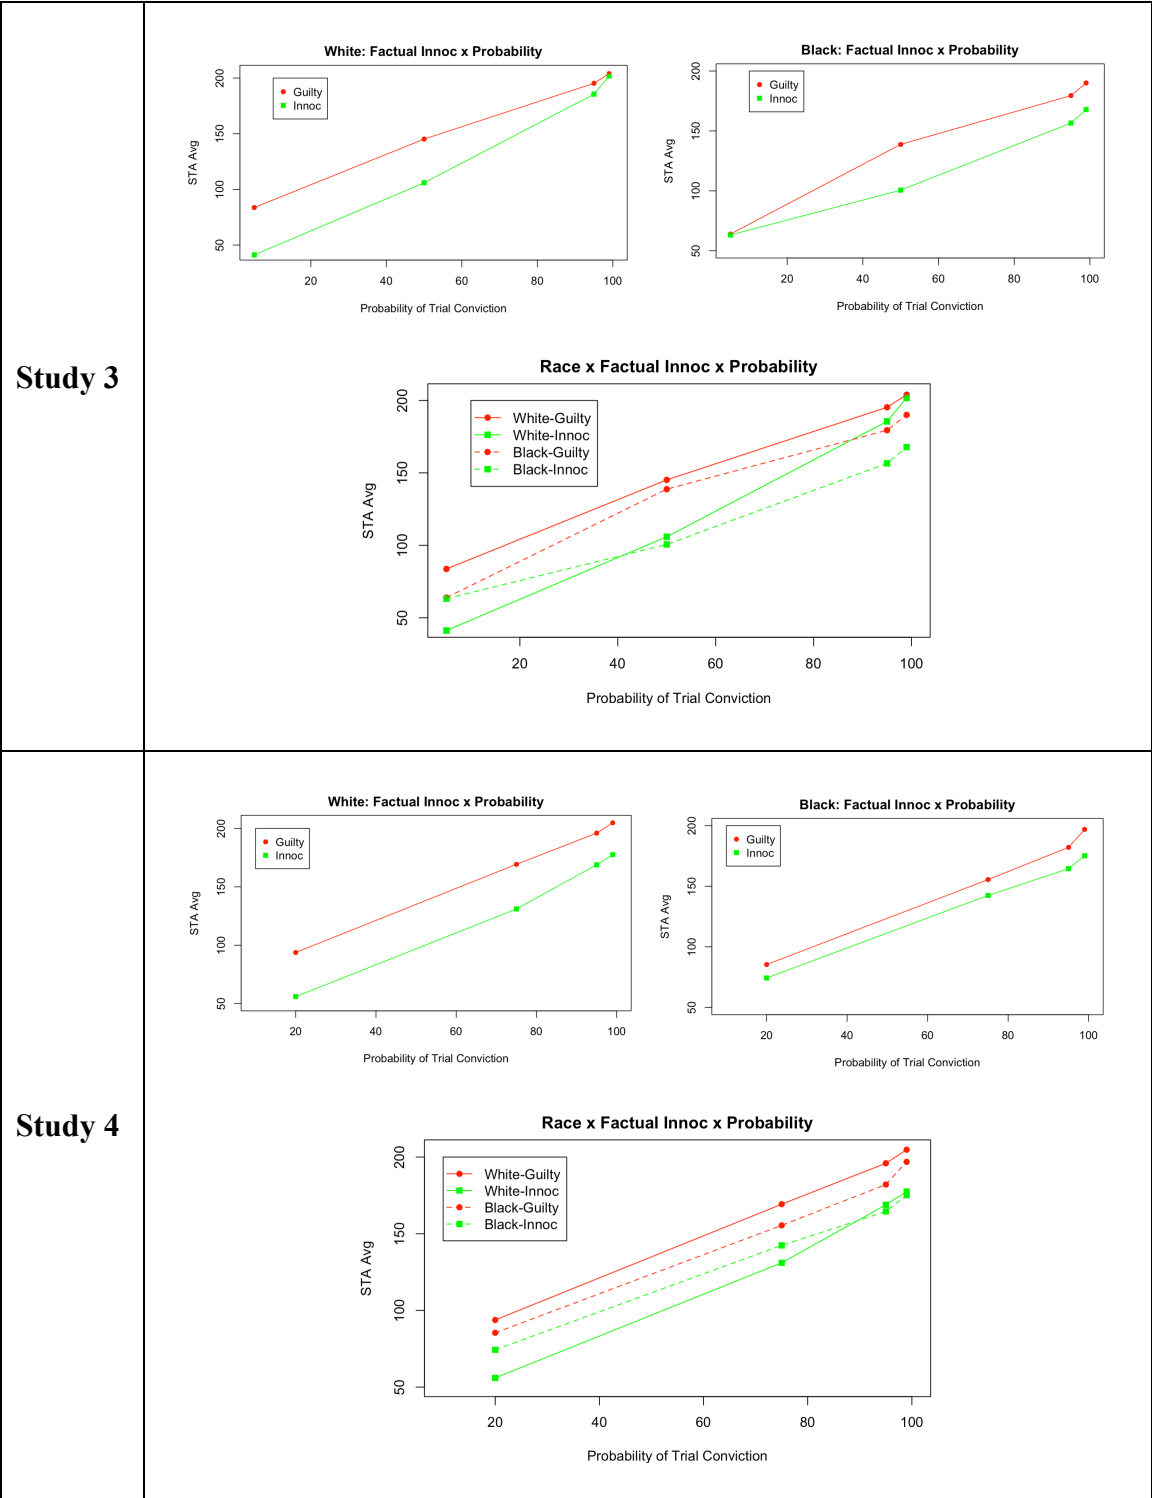 Study 3
White: Factual Innoc x Probability
Guilty
Innoc
STA Avg
50
100
150
200
20
40
60
80
100
Probability of Trial Conviction
Black: Factual Innoc x Probability
Guilty
Innoc
STA Avg
50
100
150
200
20
40
60
80
100
Probability of Trial Conviction
Race x Factual Innoc x Probability
White-Guilty
White-Innoc
Black-Guilty
Black-Innoc
STA Avg
50
100
150
200
20
40
60
80
100
Probability of Trial Conviction
Study 4
White: Factual Innoc x Probability
Guilty
Innoc
STA Avg
50
100
150
200
20
40
60
80
100
Probability of Trial Conviction
Black: Factual Innoc x Probability
Guilty
Innoc
STA Avg
50
100
150
200
20
40
60
80
100
Probability of Trial Conviction
Race x Factual Innoc x Probability
White-Guilty
White-Innoc
Black-Guilty
Black-Innoc
STA Avg
50
100
150
200
20
40
60
80
100
Probability of Trial Conviction